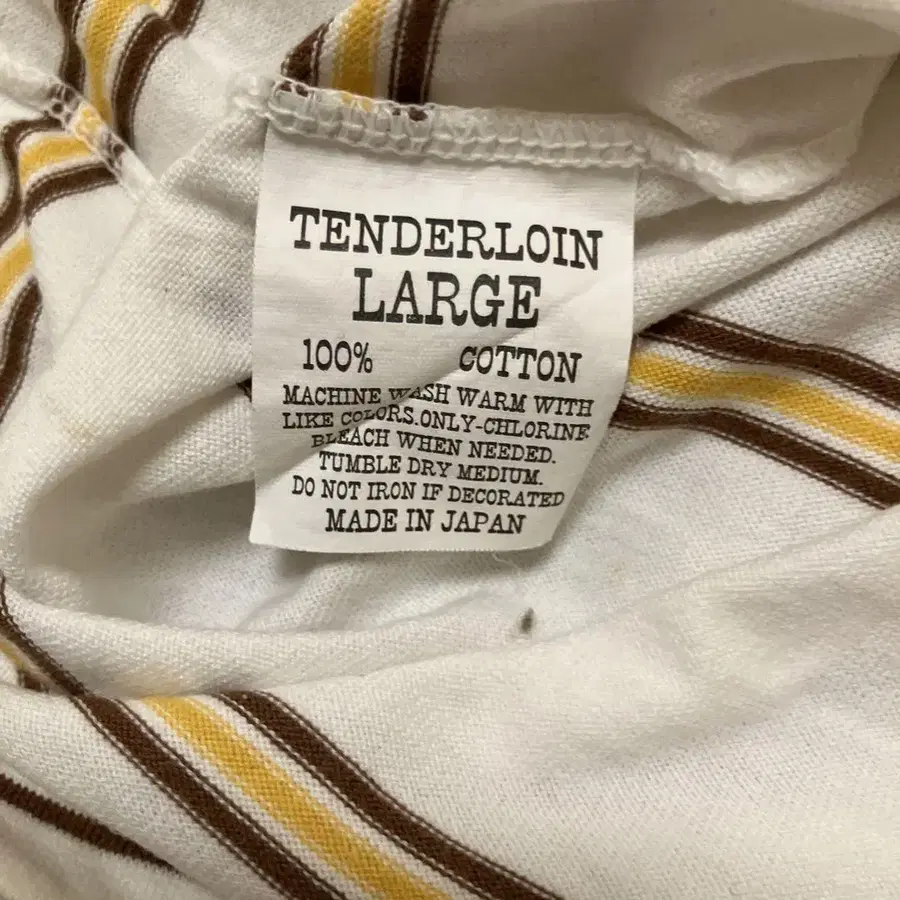 TENDERLOIN
LARGE
100% COTTON
MACHINE WASH WARM WITH
LIKE COLORS.ONLY-CHLORINE
BLEACH WHEN NEEDED.
TUMBLE DRY MEDIUM.
DO NOT IRON IF DECORATED
MADE IN JAPAN